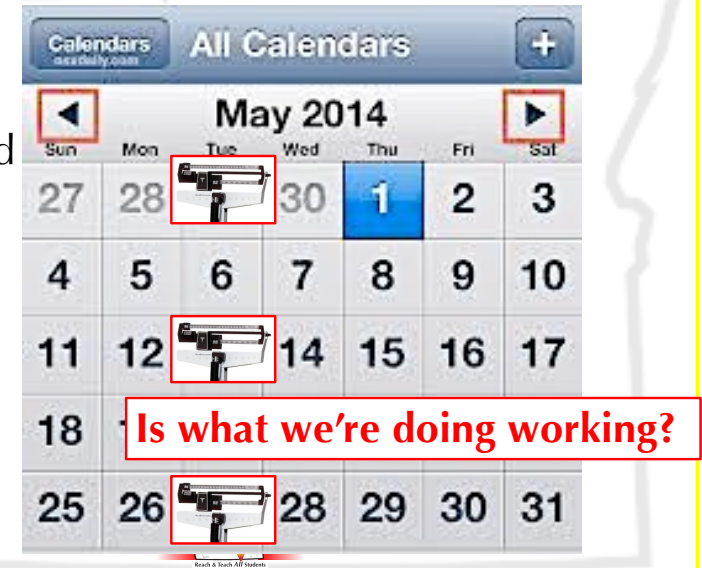 Calendars All Calendars +
osxdaily.com
May 2014
d
Sun Mon Tue Wed Thu Fri Sat
27 28 30 1 2 3
4 5 6 7 8 9 10
11 12 14 15 16 17
18
Is what we’re doing working?
25 26 28 29 30 31
Reach & Teach All Students